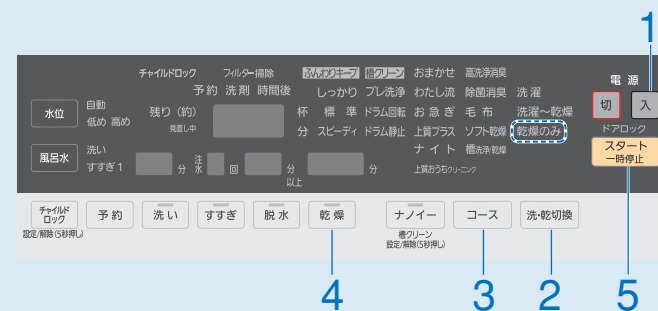 1
チャイルドロック フィルター掃除 ふんわりキープ 槽クリーン おまかせ 高洗浄消臭
電源
予約 洗剤 時間後 しっかり プレ洗浄 わたし流 除菌消臭 洗濯
切 入
水位 自動 残り(約) 杯 標準 ドラム回転 お急ぎ 毛布 洗濯～乾燥
低め 高め 見直し中 分 スピーディ ドラム静止 上質プラス ソフト乾燥 乾燥のみ
ドアロック
風呂水 洗い ナイト 槽洗浄/乾燥
スタート
一時停止
すすぎ1 分 注水 回 分以上 分 上質おうちクリーニング
チャイルド
ロック
予約 洗い すすぎ 脱水 乾燥 ナノイー コース 洗・乾切換
設定/解除(5秒押し)
槽クリーン
設定/解除(5秒押し)
4 3 2 5